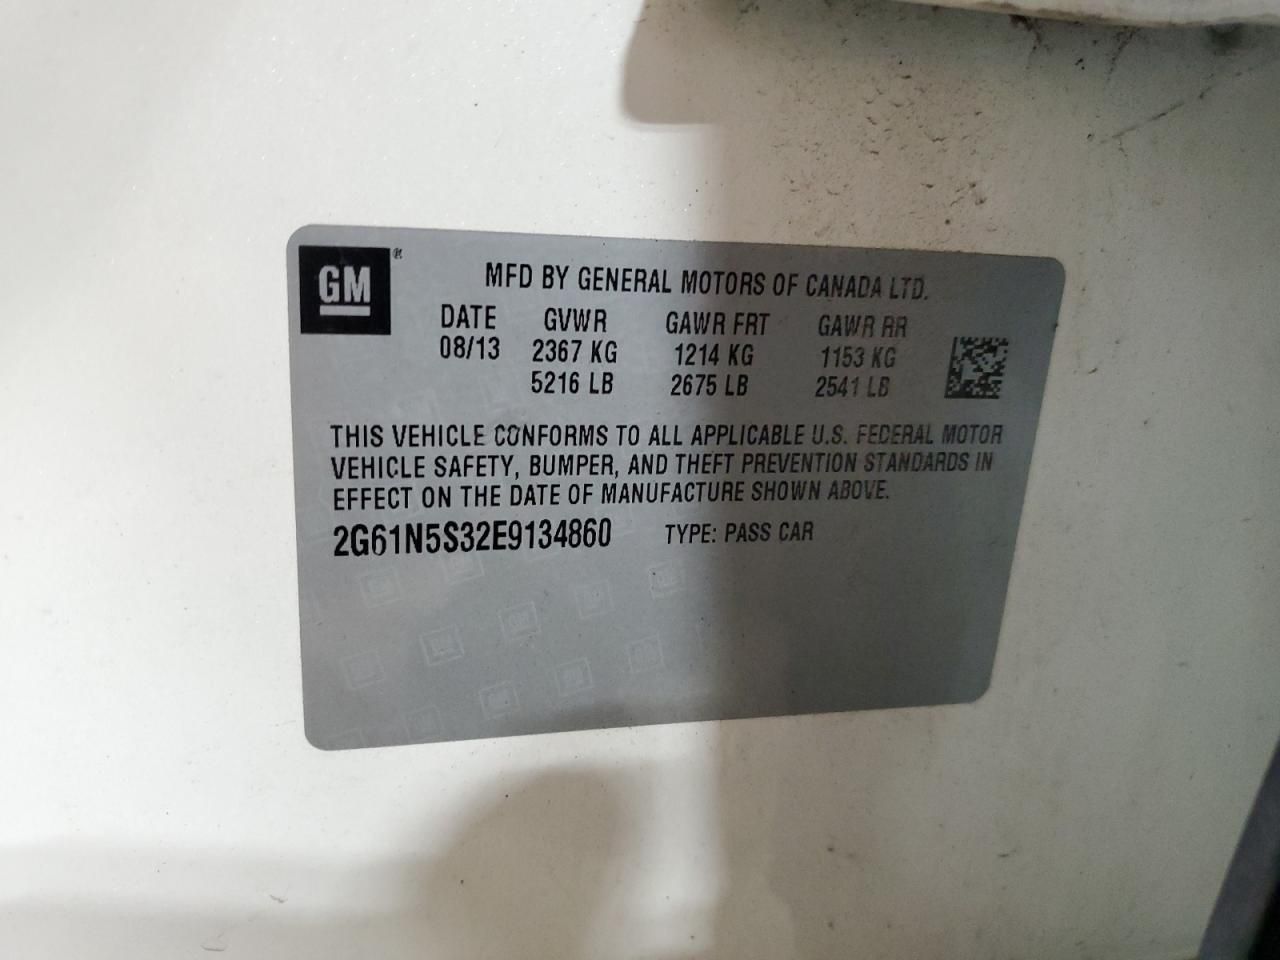 GM ®
MFD BY GENERAL MOTORS OF CANADA LTD.
DATE GVWR GAWR FRT GAWR RR
08/13 2367 KG 1214 KG 1153 KG
5216 LB 2675 LB 2541 LB
THIS VEHICLE CONFORMS TO ALL APPLICABLE U.S. FEDERAL MOTOR
VEHICLE SAFETY, BUMPER, AND THEFT PREVENTION STANDARDS IN
EFFECT ON THE DATE OF MANUFACTURE SHOWN ABOVE.
2G61N5S32E9134860 TYPE: PASS CAR